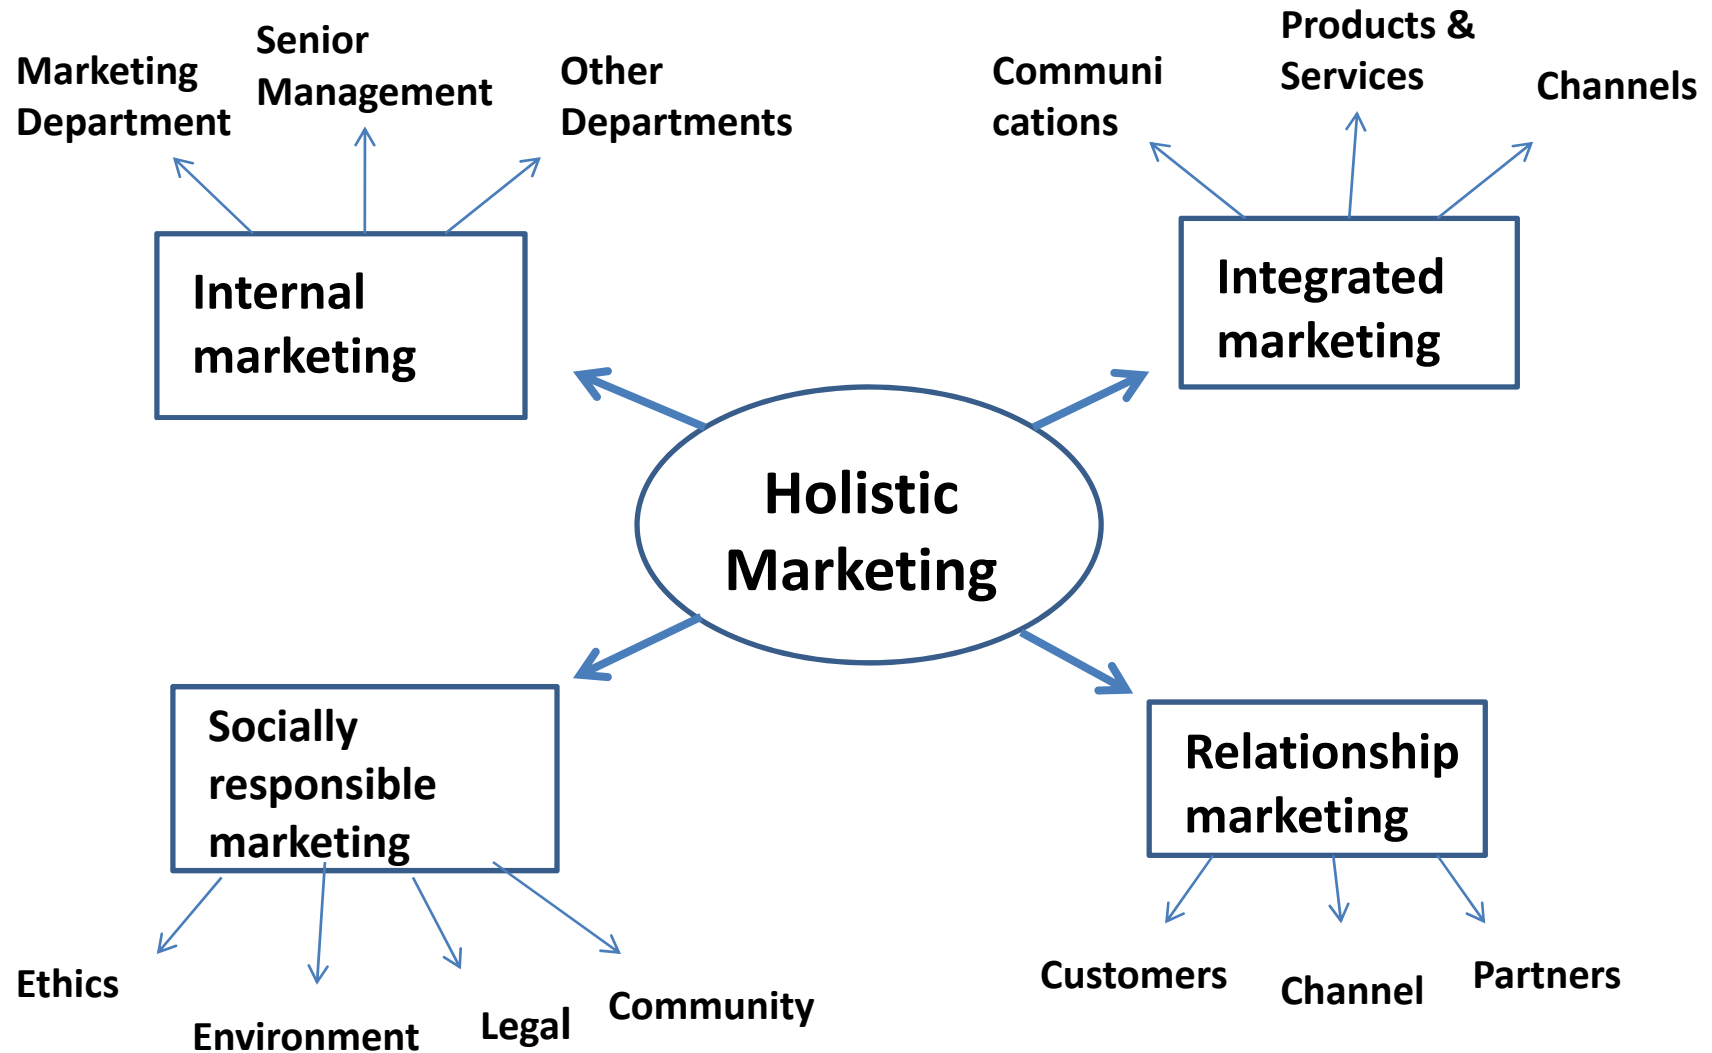 Marketing
Department
Senior
Management
Other
Departments
Communi
cations
Products &
Services
Channels
Internal
marketing
Integrated
marketing
Holistic
Marketing
Socially
responsible
marketing
Relationship
marketing
Ethics
Environment
Legal
Community
Customers
Channel
Partners